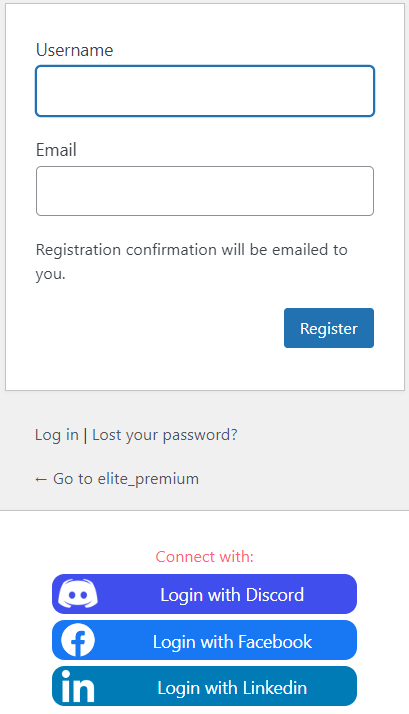 Username
Email
Registration confirmation will be emailed to
you.
Register
Log in | Lost your password?
← Go to elite_premium
Connect with:
Login with Discord
Login with Facebook
Login with Linkedin